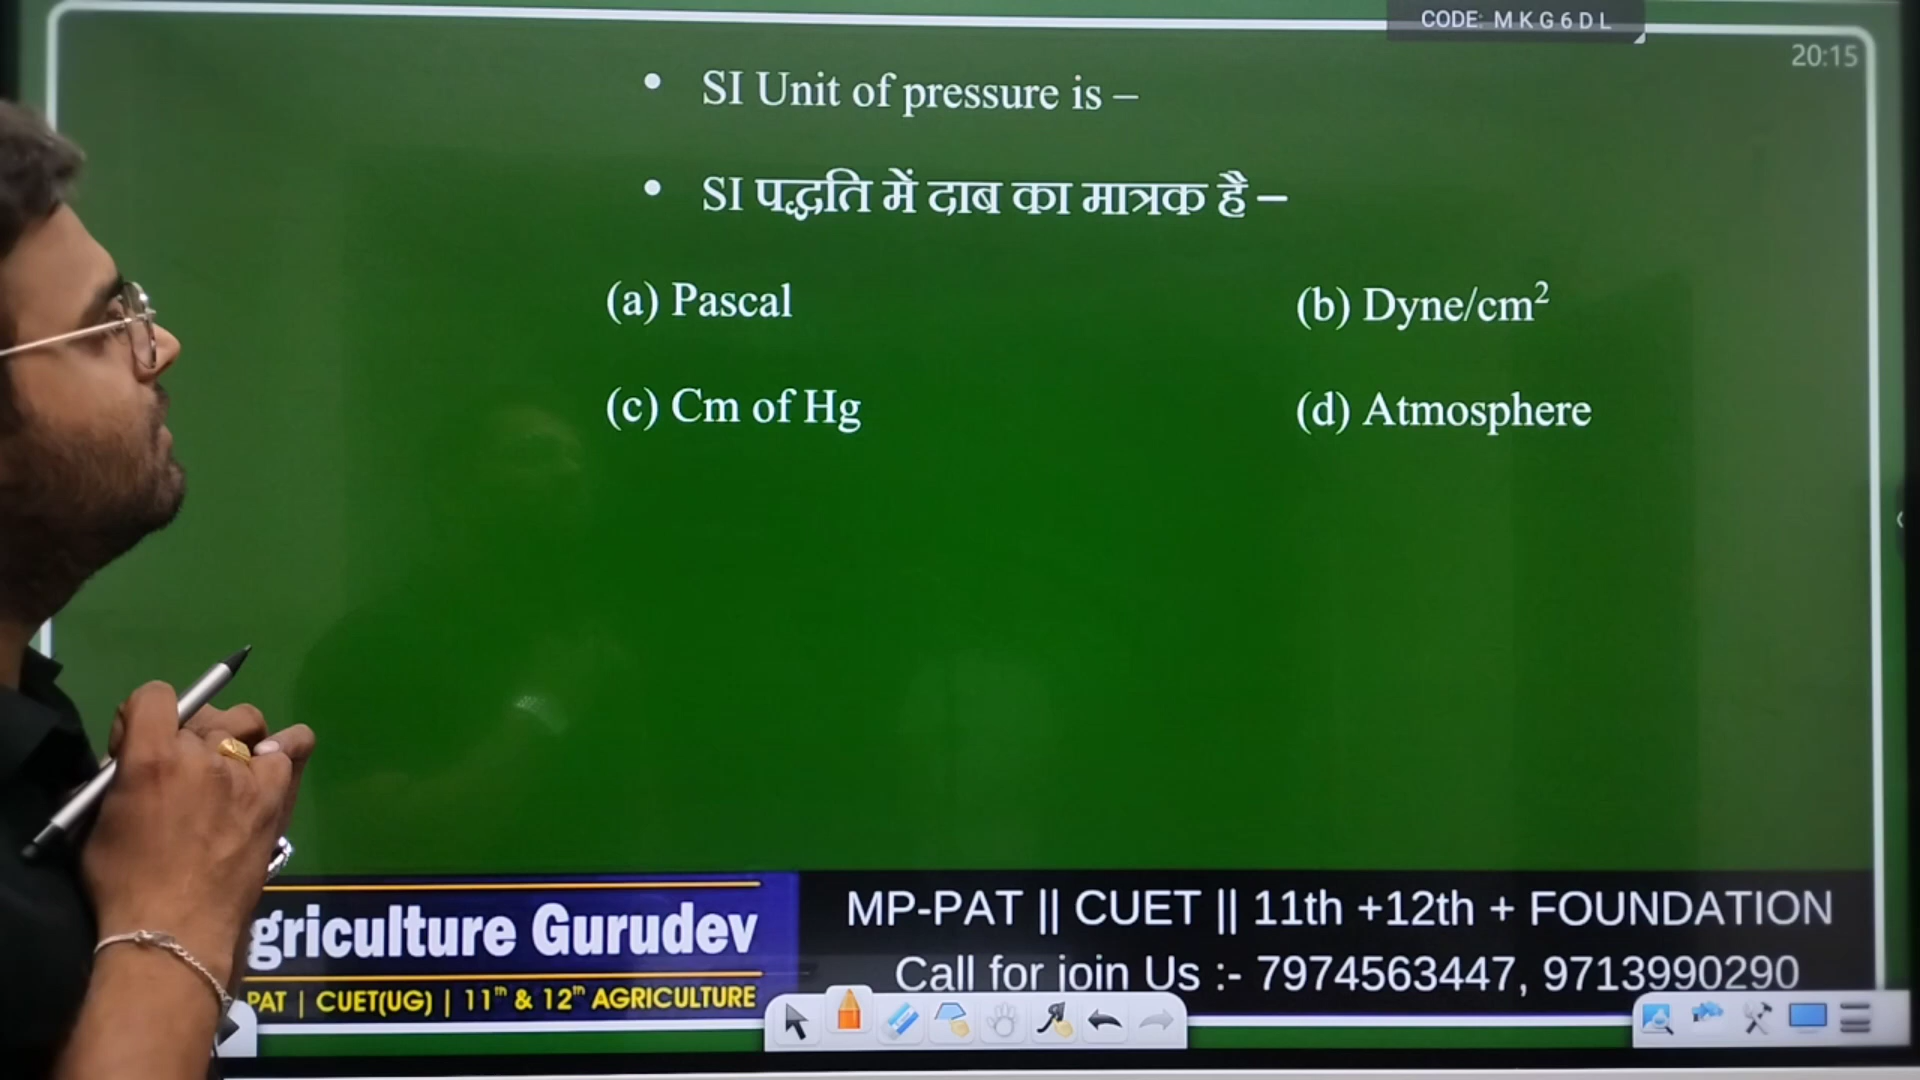 CODE: M K G 6 D L
20:15
• SI Unit of pressure is –
• SI पद्धति में दाब का मात्रक है –
(a) Pascal
(b) Dyne/cm²
(c) Cm of Hg
(d) Atmosphere
griculture Gurudev
PAT | CUET(UG) | 11th & 12th AGRICULTURE
MP-PAT || CUET || 11th +12th + FOUNDATION
Call for join Us :- 7974563447, 9713990290